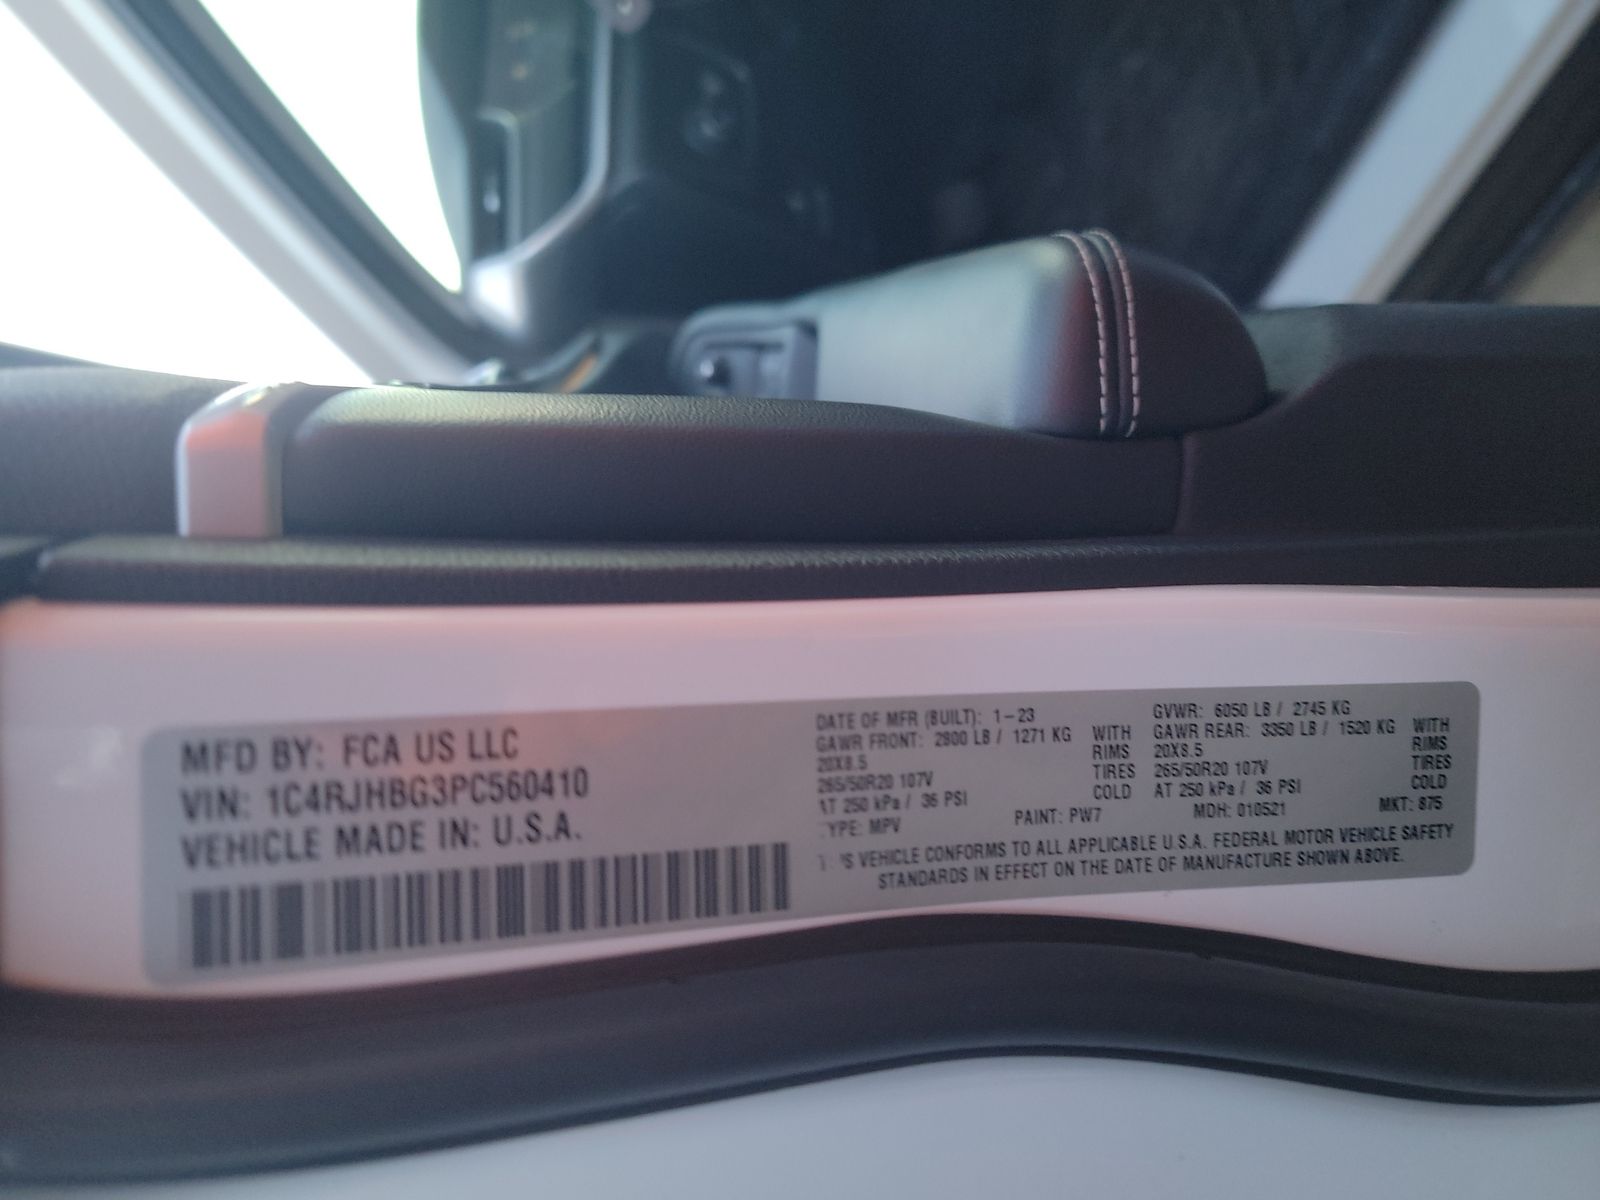 MFD BY: FCA US LLC
VIN: 1C4RJHBG3PC560410
VEHICLE MADE IN: U.S.A.
DATE OF MFR (BUILT): 1-23
GAWR FRONT: 2800 LB / 1271 KG WITH
20X8.5 RIMS
265/50R20 107V TIRES
AT 250 kPa / 36 PSI COLD
TYPE: MPV PAINT: PW7
GVWR: 6050 LB / 2745 KG
GAWR REAR: 3350 LB / 1520 KG WITH
20X8.5 RIMS
265/50R20 107V TIRES
AT 250 kPa / 36 PSI COLD
MDH: 010521 MKT: 875
THIS VEHICLE CONFORMS TO ALL APPLICABLE U.S.A. FEDERAL MOTOR VEHICLE SAFETY
STANDARDS IN EFFECT ON THE DATE OF MANUFACTURE SHOWN ABOVE.